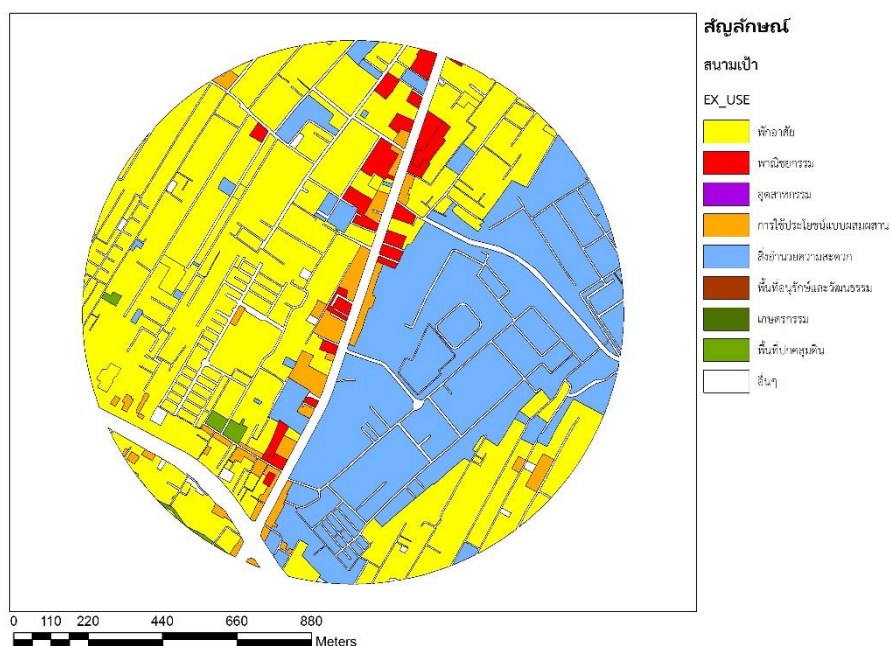 สัญลักษณ์
สนามเป้า
EX_USE
พักอาศัย
พาณิชยกรรม
อุตสาหกรรม
การใช้ประโยชน์แบบผสมผสาน
สิ่งอำนวยความสะดวก
พื้นที่อนุรักษ์และวัฒนธรรม
เกษตรกรรม
พื้นที่ปกคลุมดิน
อื่นๆ
0 110 220 440 660 880
Meters